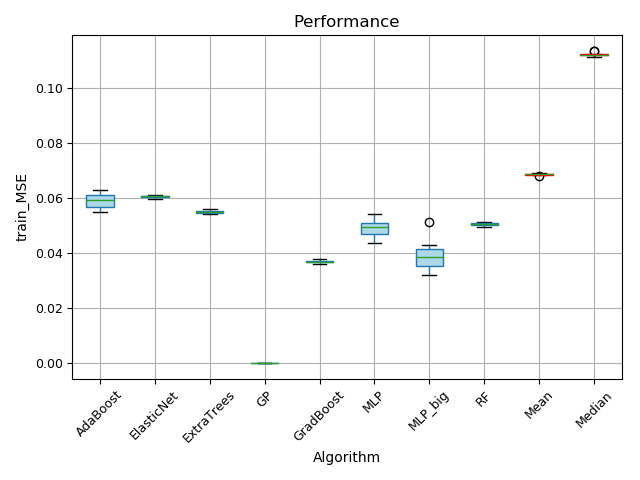 Performance
train_MSE
0.10
0.08
0.06
0.04
0.02
0.00
AdaBoost
ElasticNet
ExtraTrees
GP
GradBoost
MLP
MLP_big
RF
Mean
Median
Algorithm